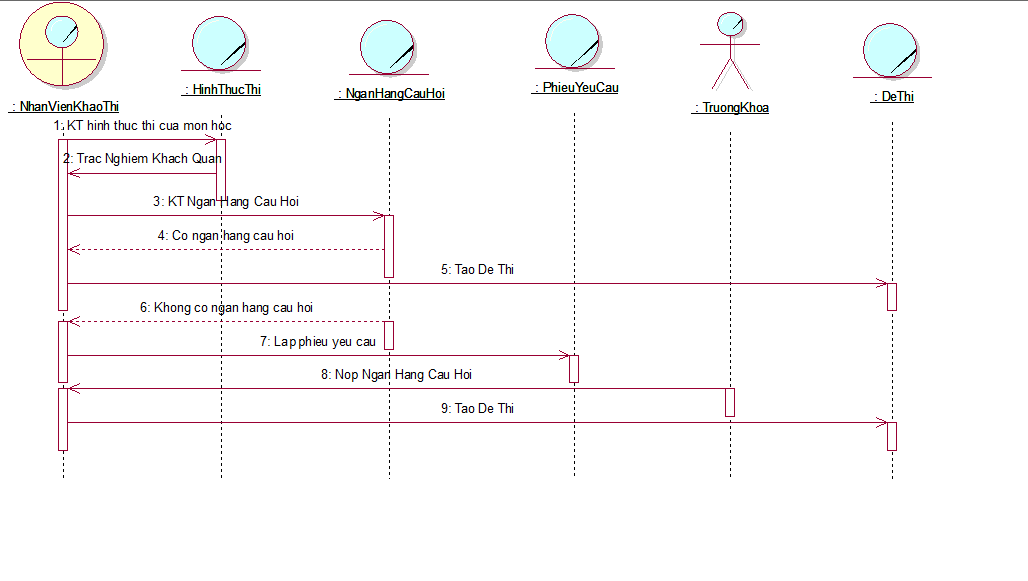 : NhanVienKhaoThi
: HinhThucThi
: NganHangCauHoi
: PhieuYeuCau
: TruongKhoa
: DeThi
1: KT hinh thuc thi cua mon hoc
2: Trac Nghiem Khach Quan
3: KT Ngan Hang Cau Hoi
4: Co ngan hang cau hoi
5: Tao De Thi
6: Khong co ngan hang cau hoi
7: Lap phieu yeu cau
8: Nop Ngan Hang Cau Hoi
9: Tao De Thi